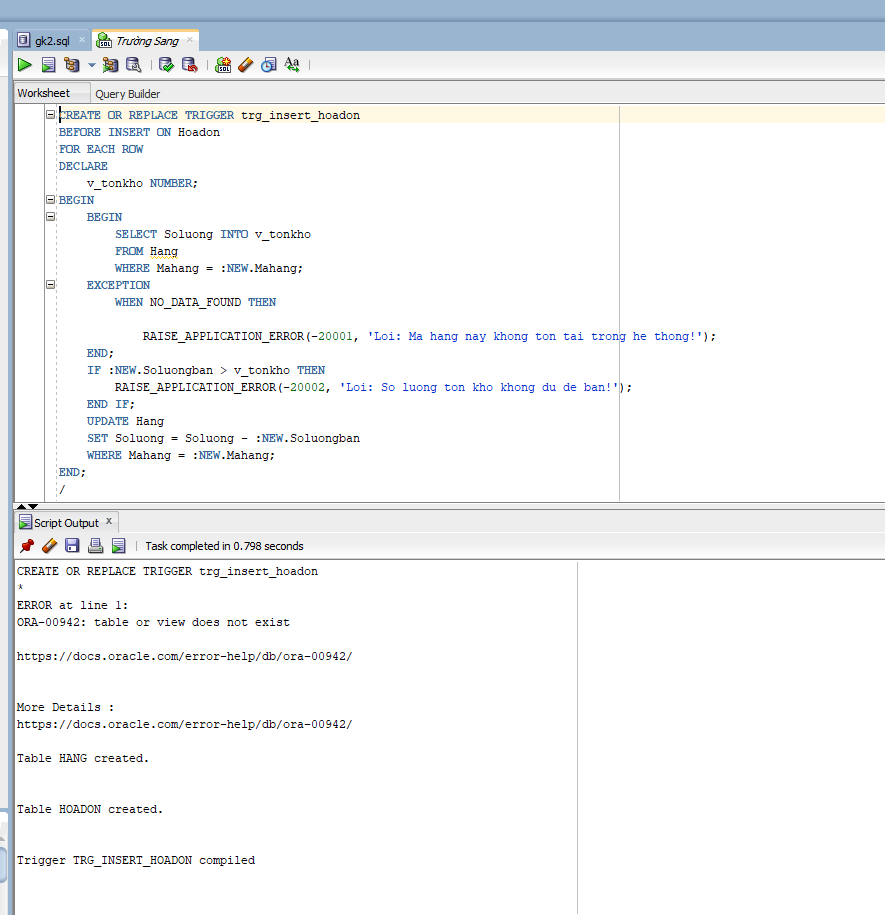 gk2.sql
Trường Sang
Worksheet
Query Builder
CREATE OR REPLACE TRIGGER trg_insert_hoadon
BEFORE INSERT ON Hoadon
FOR EACH ROW
DECLARE
    v_tonkho NUMBER;
BEGIN
    BEGIN
        SELECT Soluong INTO v_tonkho
        FROM Hang
        WHERE Mahang = :NEW.Mahang;
    EXCEPTION
        WHEN NO_DATA_FOUND THEN
            RAISE_APPLICATION_ERROR(-20001, 'Loi: Ma hang nay khong ton tai trong he thong!');
    END;
    IF :NEW.Soluongban > v_tonkho THEN
        RAISE_APPLICATION_ERROR(-20002, 'Loi: So luong ton kho khong du de ban!');
    END IF;
    UPDATE Hang
    SET Soluong = Soluong - :NEW.Soluongban
    WHERE Mahang = :NEW.Mahang;
END;
/
Script Output
Task completed in 0.798 seconds
CREATE OR REPLACE TRIGGER trg_insert_hoadon
*
ERROR at line 1:
ORA-00942: table or view does not exist
https://docs.oracle.com/error-help/db/ora-00942/
More Details :
https://docs.oracle.com/error-help/db/ora-00942/
Table HANG created.
Table HOADON created.
Trigger TRG_INSERT_HOADON compiled